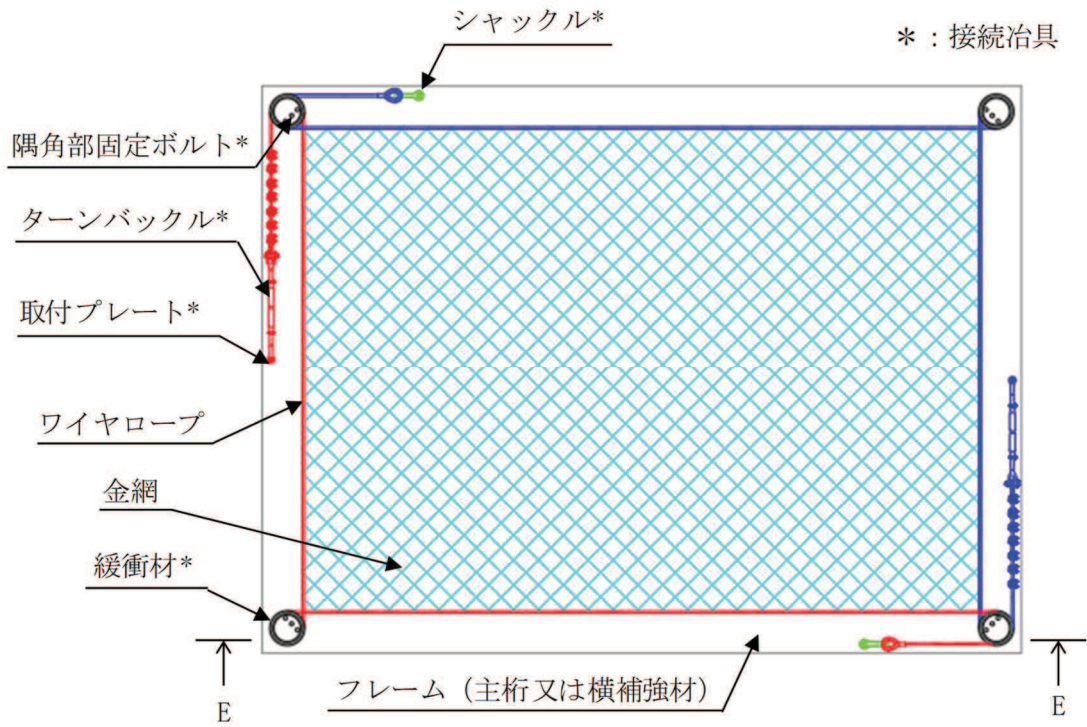 シャックル*
*：接続冶具
隅角部固定ボルト*
ターンバックル*
取付プレート*
ワイヤロープ
金網
緩衝材*
フレーム（主桁又は横補強材）
E
E